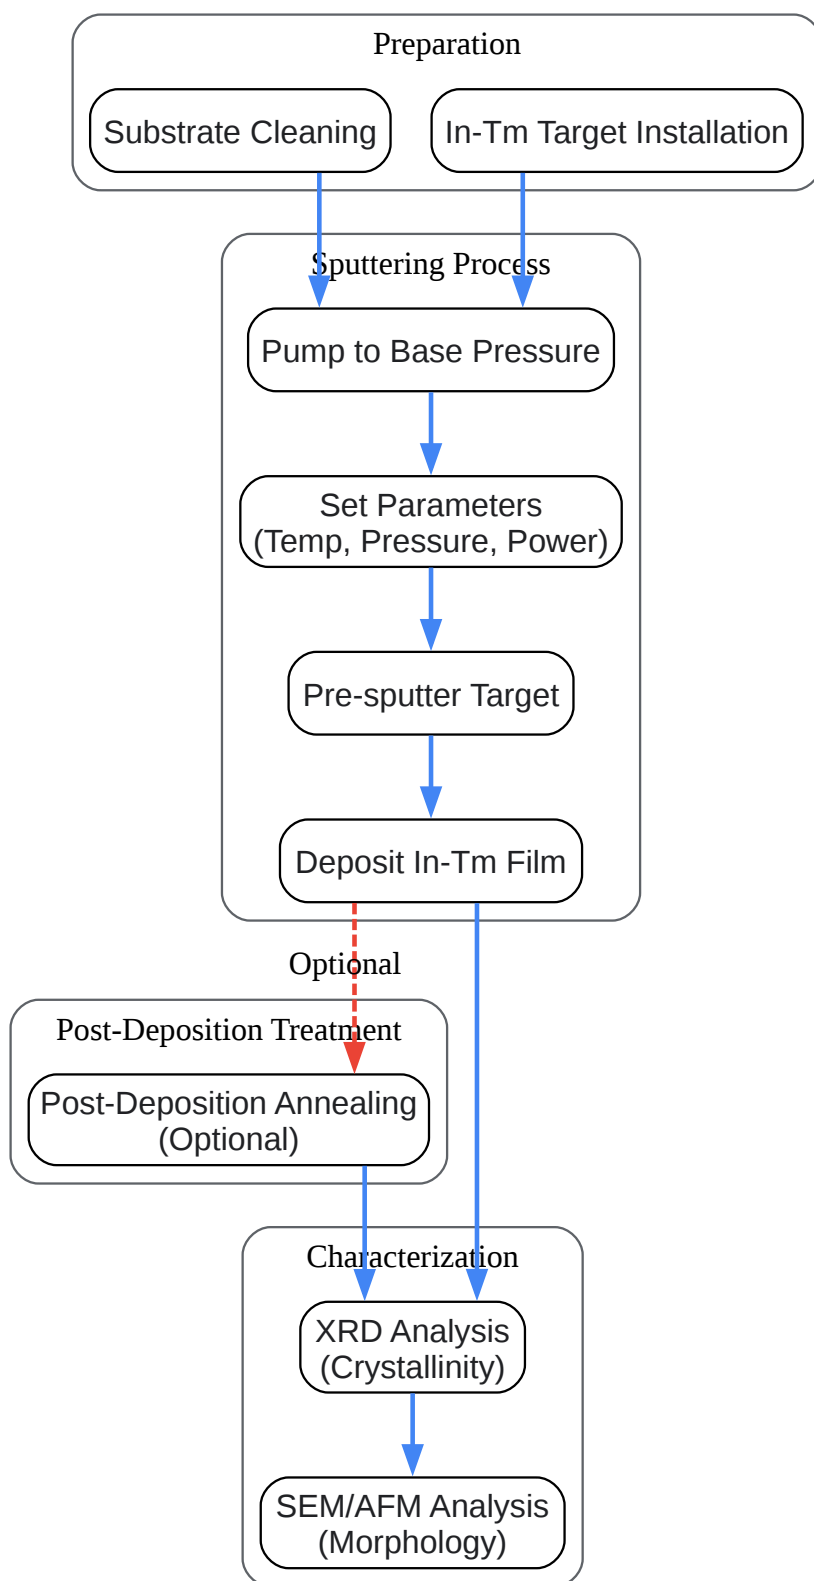 Preparation
Substrate Cleaning
In-Tm Target Installation
Sputtering Process
Pump to Base Pressure
Set Parameters
(Temp, Pressure, Power)
Pre-sputter Target
Deposit In-Tm Film
Optional
Post-Deposition Treatment
Post-Deposition Annealing
(Optional)
Characterization
XRD Analysis
(Crystallinity)
SEM/AFM Analysis
(Morphology)